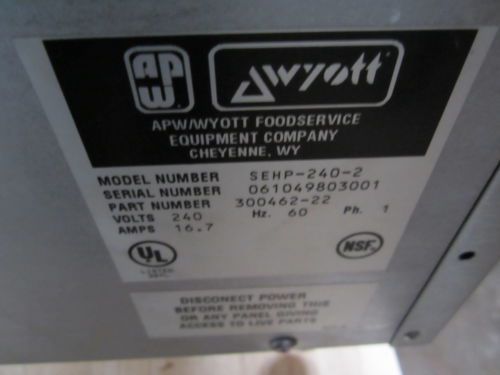 APW
Wyott
APW/WYOTT FOODSERVICE
EQUIPMENT COMPANY
CHEYENNE, WY
MODEL NUMBER SEHP-240-2
SERIAL NUMBER 061049803001
PART NUMBER 300462-22
VOLTS 240 Hz. 60 Ph. 1
AMPS 16.7
UL
LISTED
NSF
DISCONECT POWER
BEFORE REMOVING THIS
OR ANY PANEL GIVING
ACCESS TO LIVE PARTS